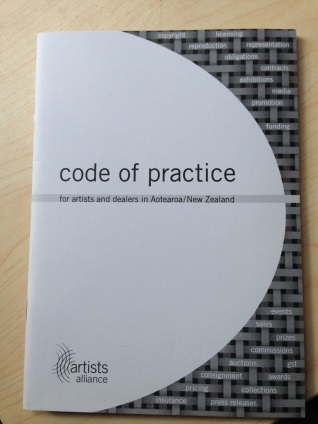 copyright licensing
reproduction representation
obligations
contracts
exhibitions
media
promotion
funding
code of practice
for artists and dealers in Aotearoa/New Zealand
events
sales
prizes
commissions
auctions gst
consignment awards
pricing collections
insurance press releases
artists
alliance